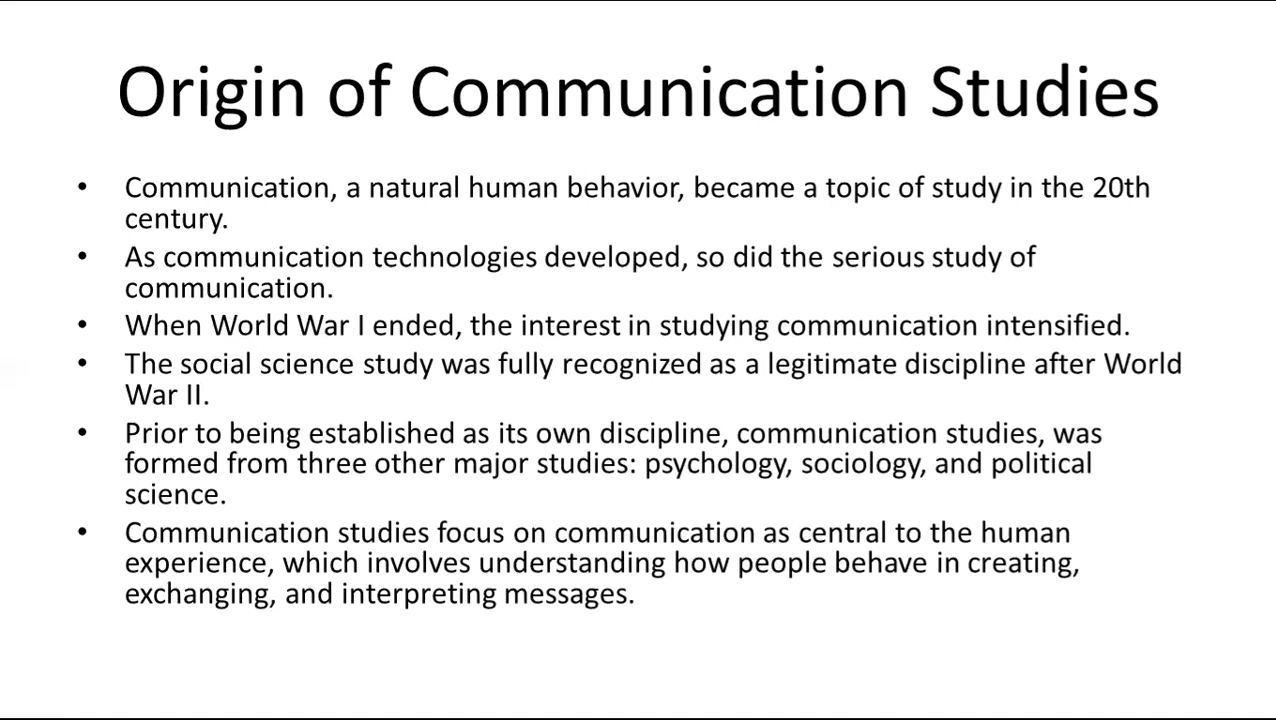 Origin of Communication Studies
• Communication, a natural human behavior, became a topic of study in the 20th
century.
• As communication technologies developed, so did the serious study of
communication.
• When World War I ended, the interest in studying communication intensified.
• The social science study was fully recognized as a legitimate discipline after World
War II.
• Prior to being established as its own discipline, communication studies, was
formed from three other major studies: psychology, sociology, and political
science.
• Communication studies focus on communication as central to the human
experience, which involves understanding how people behave in creating,
exchanging, and interpreting messages.